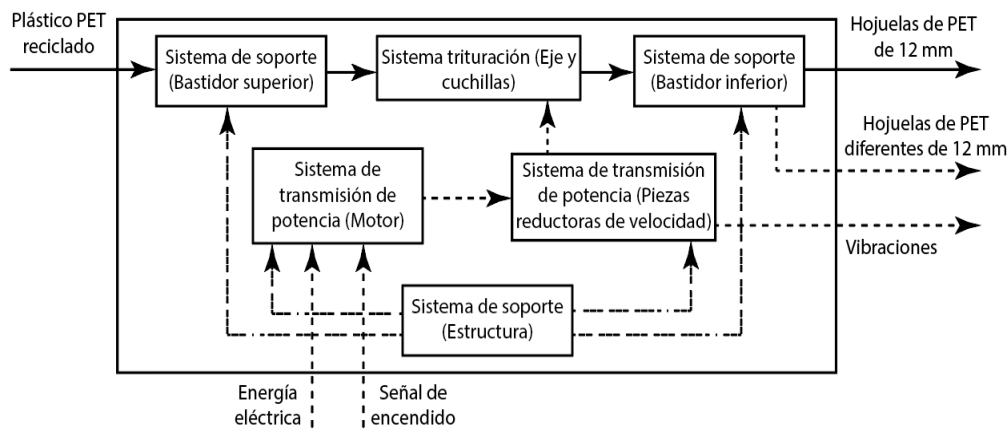 Plástico PET
reciclado
Sistema de soporte
(Bastidor superior)
Sistema trituración (Eje y
cuchillas)
Sistema de soporte
(Bastidor inferior)
Hojuelas de PET
de 12 mm
Hojuelas de PET
diferentes de 12 mm
Sistema de
transmisión de
potencia (Motor)
Sistema de transmisión
de potencia (Piezas
reductoras de velocidad)
Vibraciones
Sistema de soporte
(Estructura)
Energía
eléctrica
Señal de
encendido